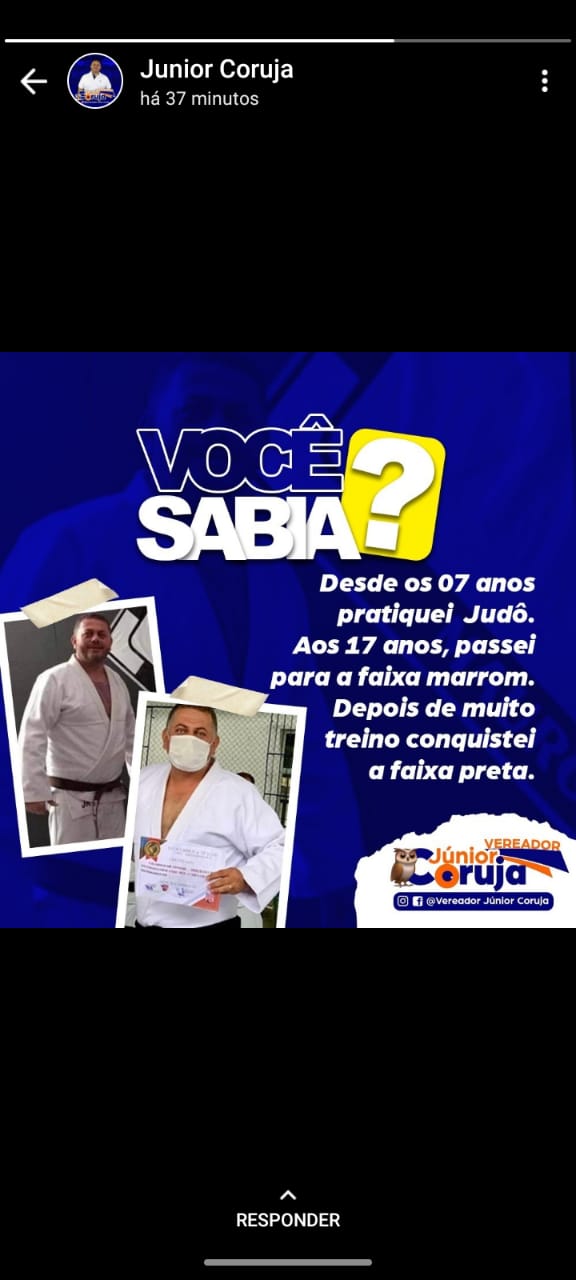 Junior Coruja
há 37 minutos
VOCÊ
SABIA?
Desde os 07 anos
pratiquei Judô.
Aos 17 anos, passei
para a faixa marrom.
Depois de muito
treino conquistei
a faixa preta.
VEREADOR
Júnior
Coruja
@Vereador Júnior Coruja
RESPONDER